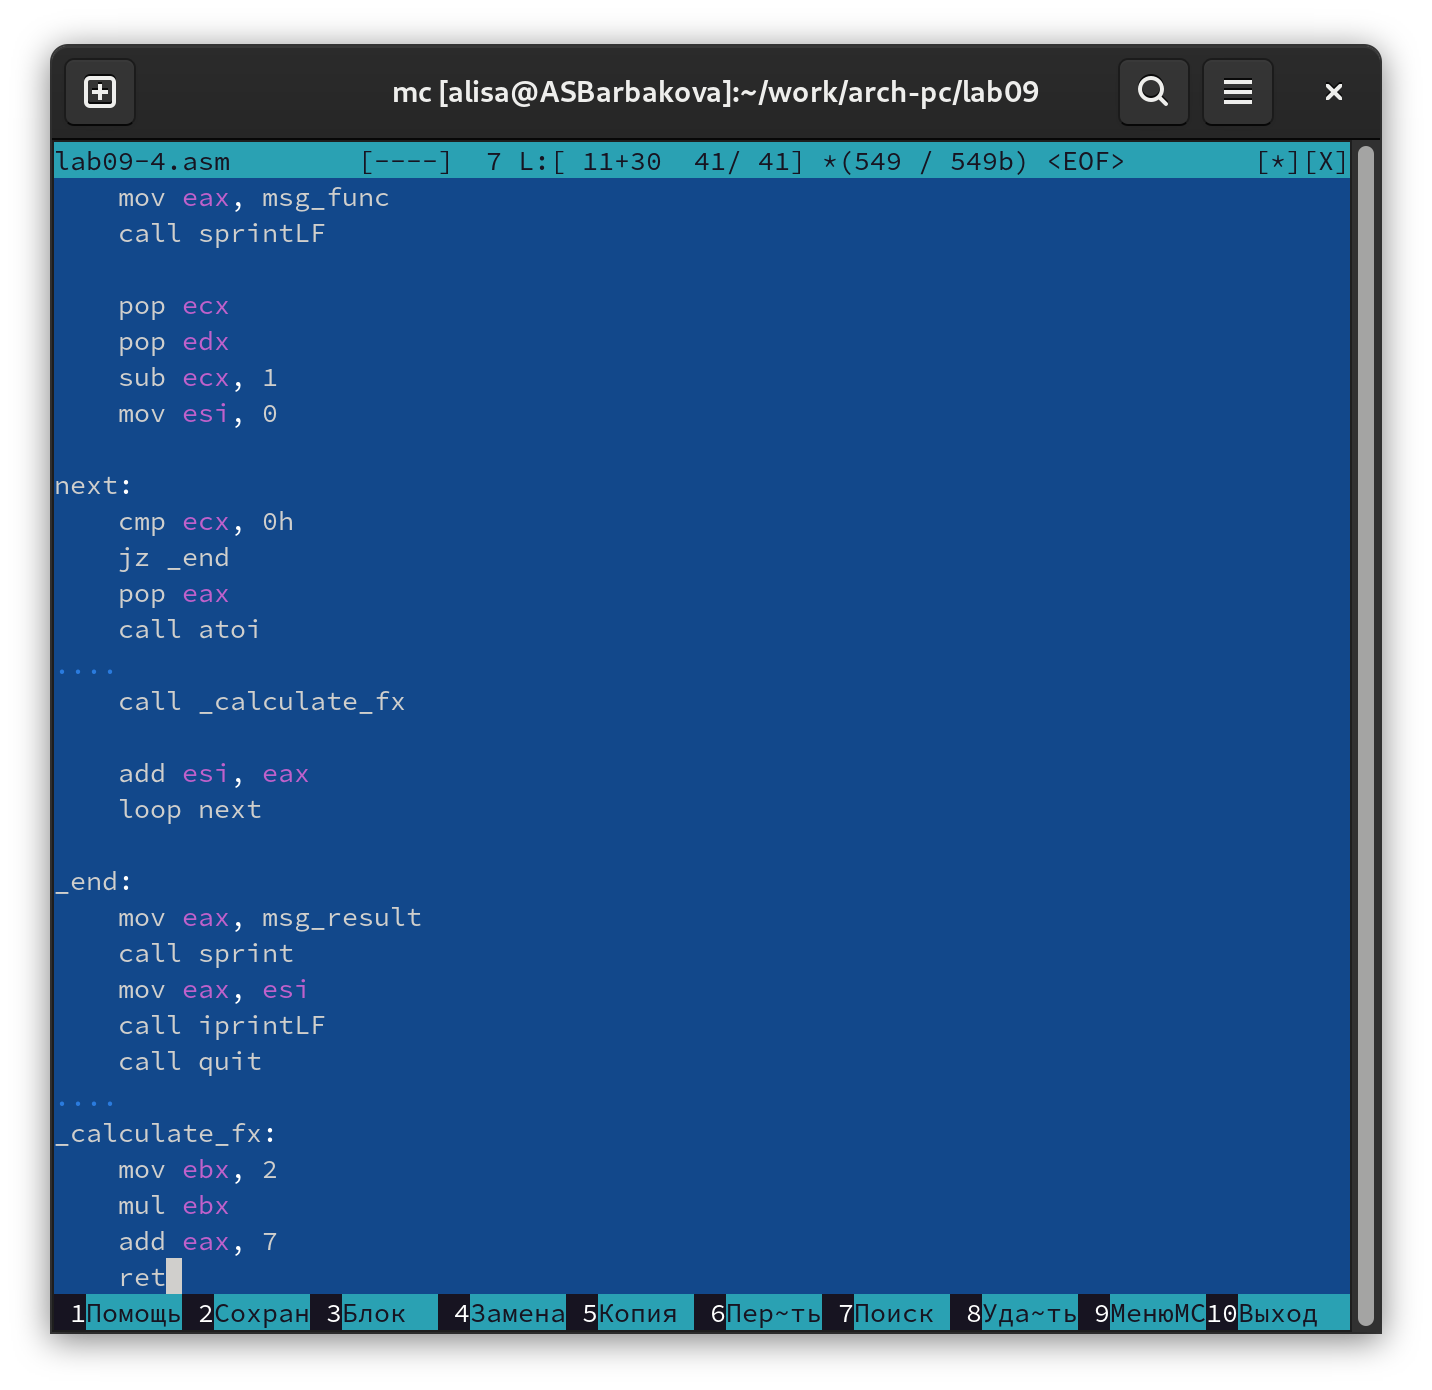 mc [alisa@ASBarbakova]:~/work/arch-pc/lab09
lab09-4.asm [----] 7 L:[ 11+30 41/ 41] *(549 / 549b) <EOF> [*][X]
mov eax, msg_func
call sprintLF
pop ecx
pop edx
sub ecx, 1
mov esi, 0
next:
cmp ecx, 0h
jz _end
pop eax
call atoi
....
call _calculate_fx
add esi, eax
loop next
_end:
mov eax, msg_result
call sprint
mov eax, esi
call iprintLF
call quit
....
_calculate_fx:
mov ebx, 2
mul ebx
add eax, 7
ret
1Помощь 2Сохран 3Блок 4Замена 5Копия 6Пер~ть 7Поиск 8Уда~ть 9МенюMC 10Выход